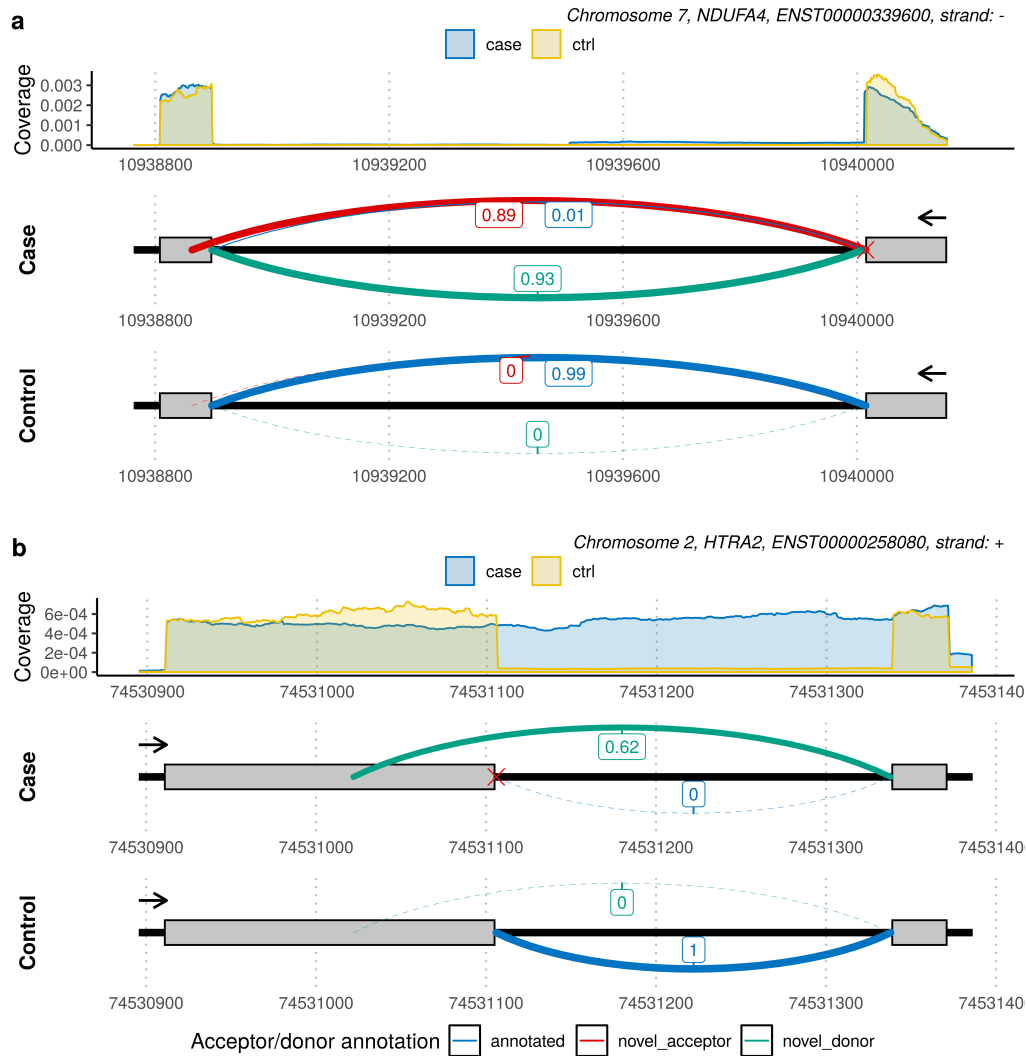 a
Chromosome 7, NDUFA4, ENST00000339600, strand: -
case ctrl
Coverage
0.003
0.002
0.001
0.000
10938800 10939200 10939600 10940000
Case
0.89 0.01
0.93
10938800 10939200 10939600 10940000
Control
0 0.99
0
10938800 10939200 10939600 10940000
b
Chromosome 2, HTRA2, ENST00000258080, strand: +
case ctrl
Coverage
6e-04
4e-04
2e-04
0e+00
74530900 74531000 74531100 74531200 74531300 7453140
Case
0.62
0
74530900 74531000 74531100 74531200 74531300 7453140
Control
0
1
74530900 74531000 74531100 74531200 74531300 7453140
Acceptor/donor annotation annotated novel_acceptor novel_donor